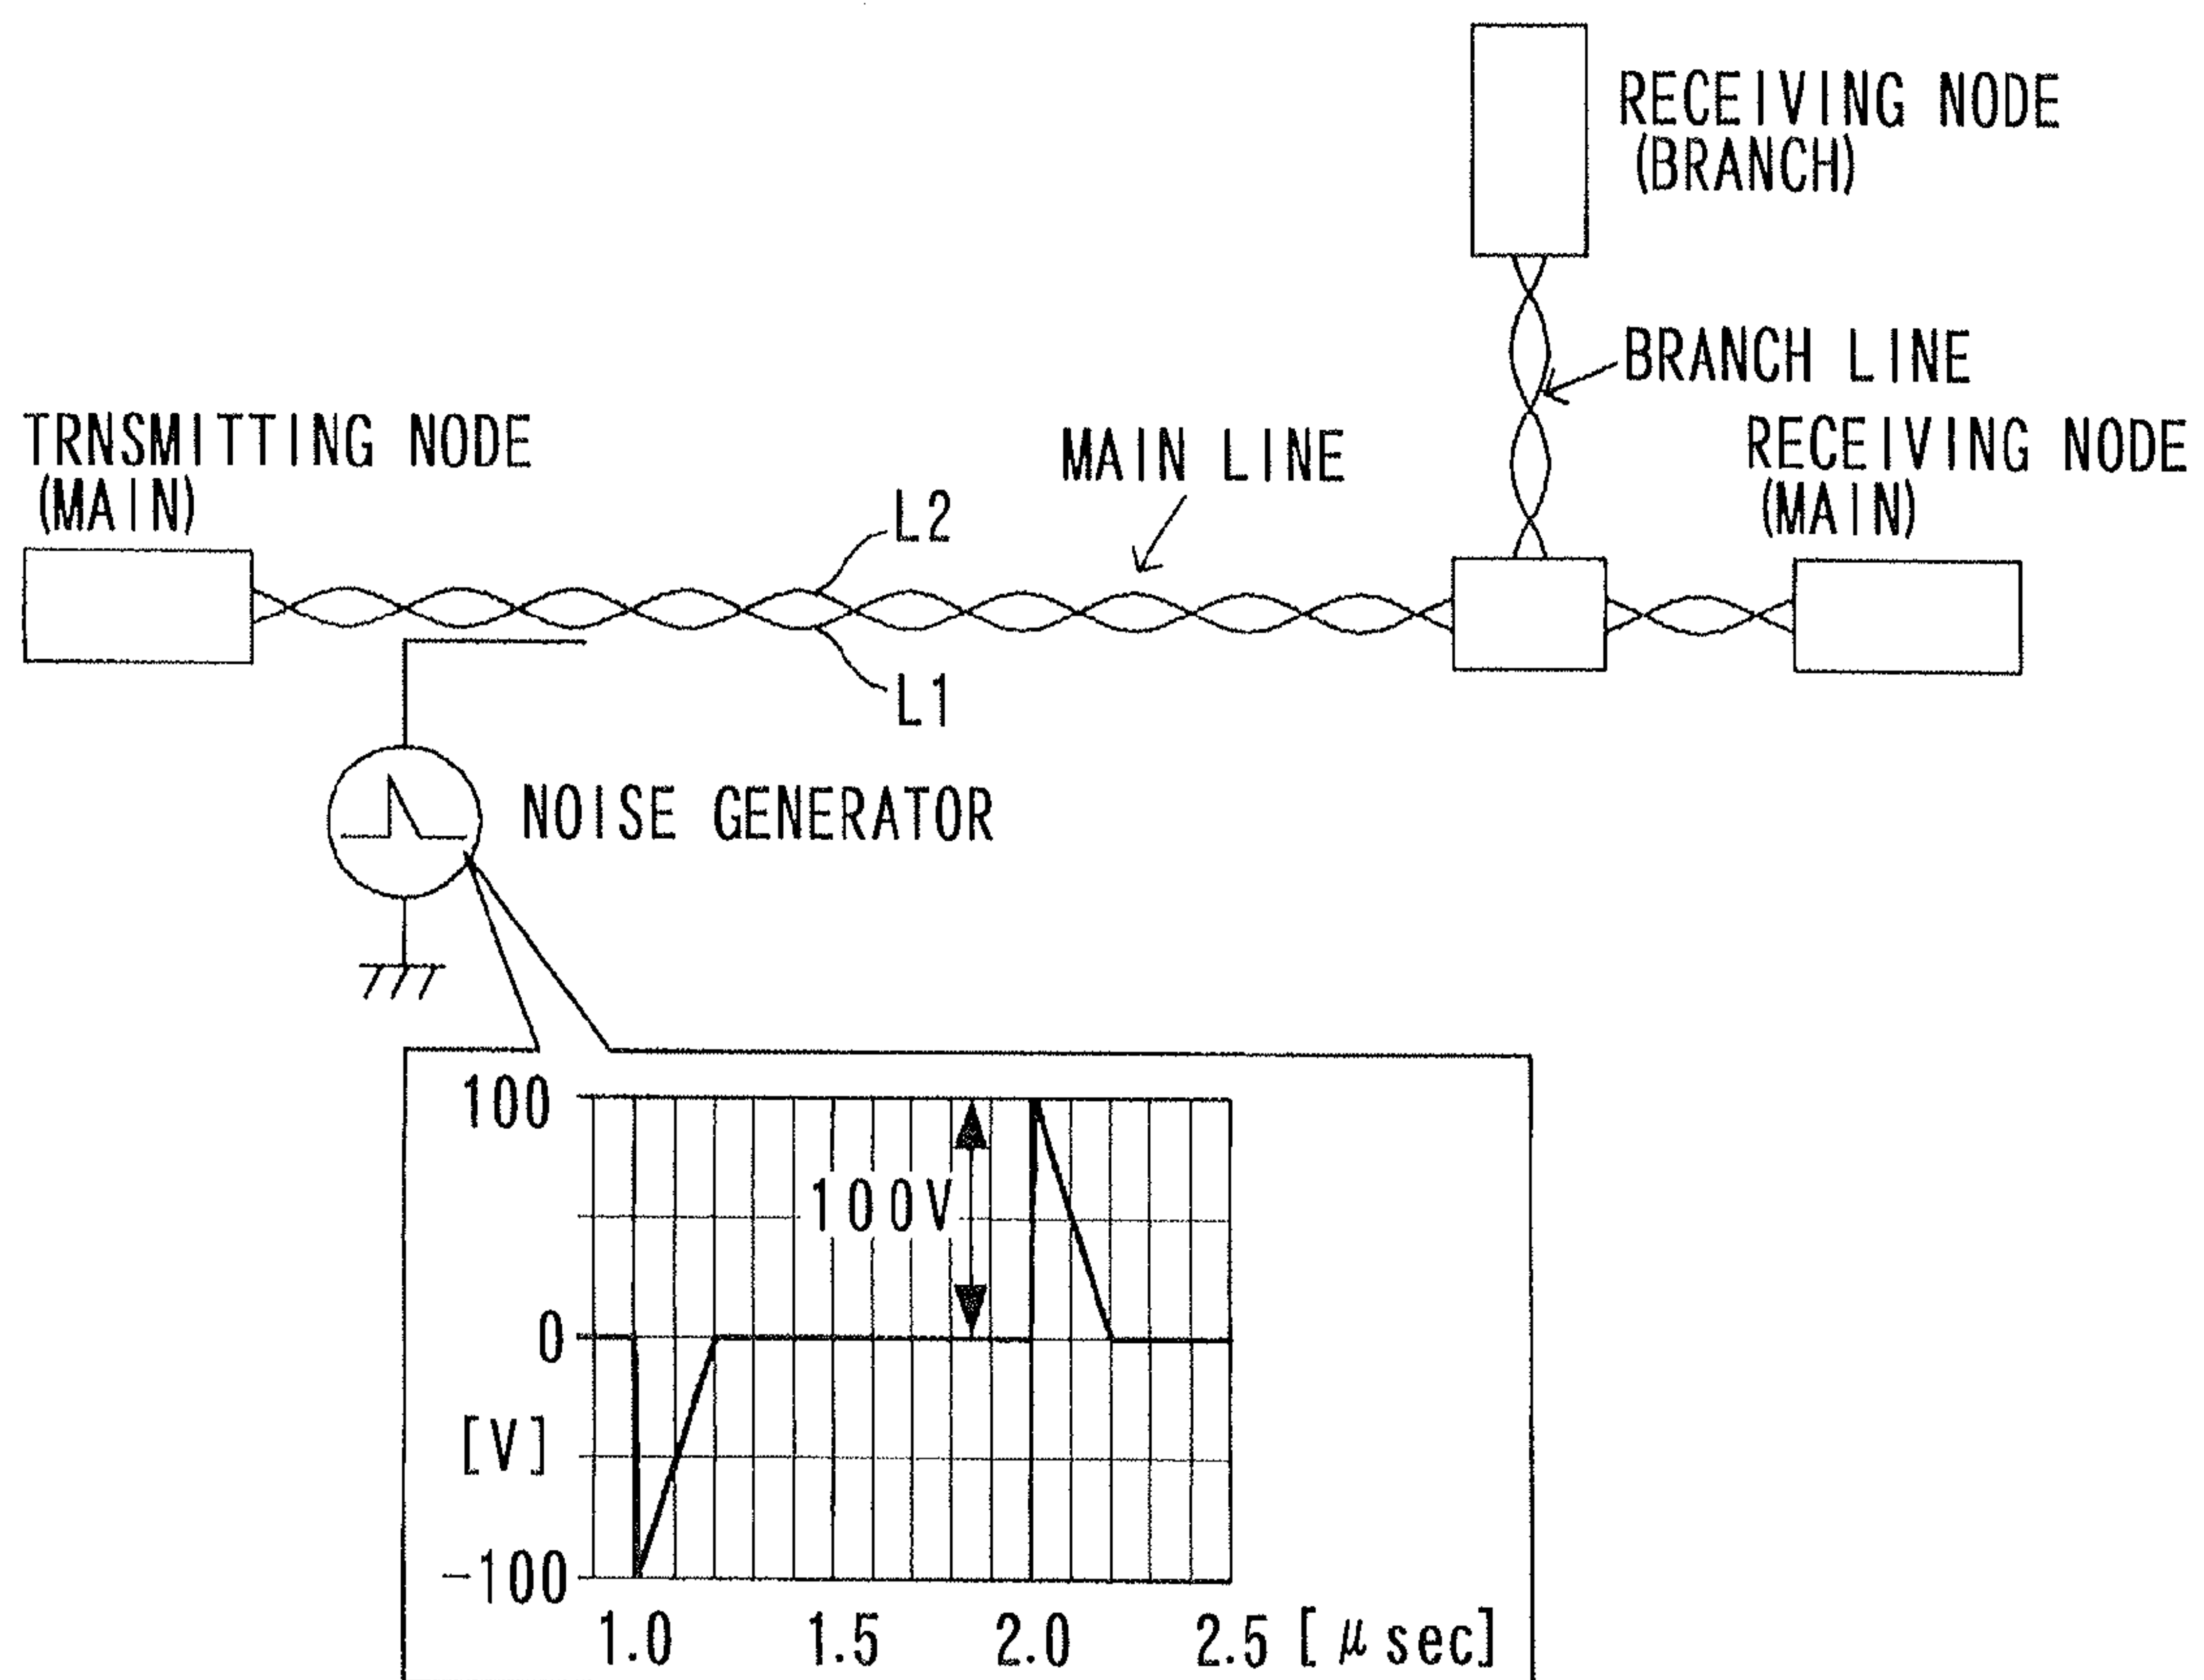 RECEIVING NODE
(BRANCH)
BRANCH LINE
TRNSMITTING NODE
(MAIN)
MAIN LINE
RECEIVING NODE
(MAIN)
L2
L1
NOISE GENERATOR
100
100V
0
[V]
-100
1.0 1.5 2.0 2.5 [μsec]